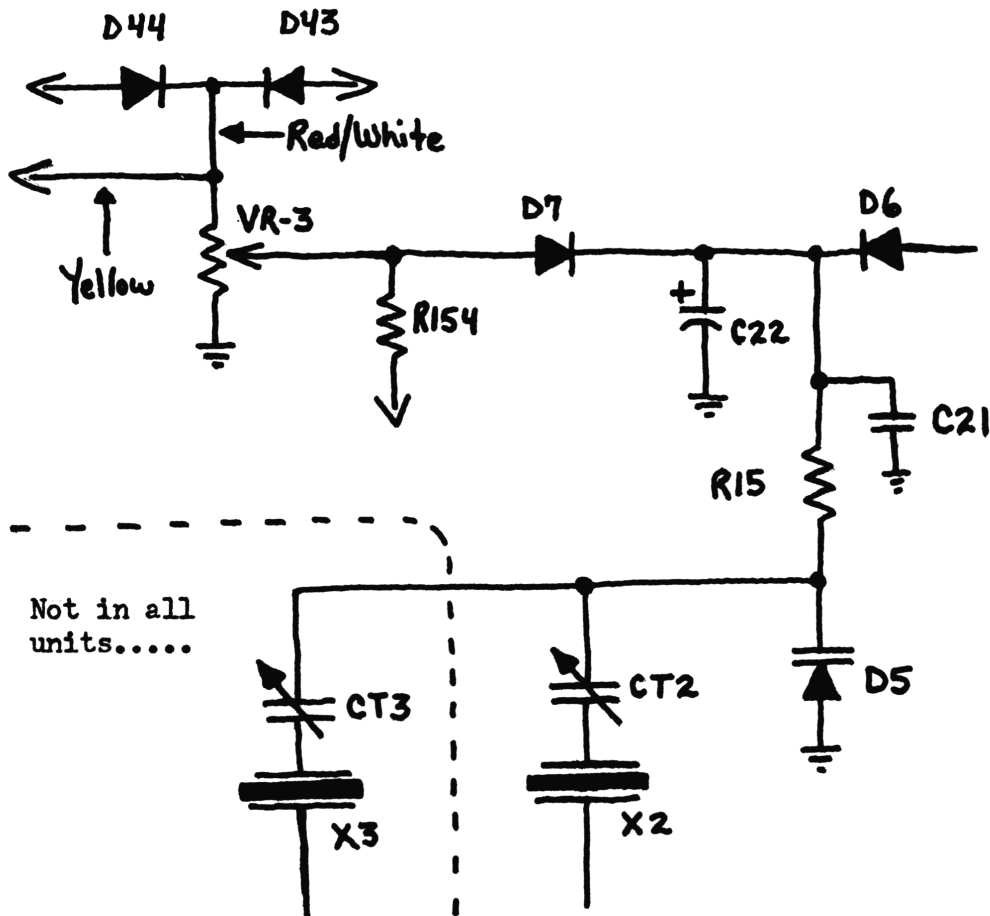 D44
D43
Red/White
VR-3
Yellow
D7
D6
R154
+
C22
C21
R15
Not in all
units.....
CT3
CT2
D5
X3
X2